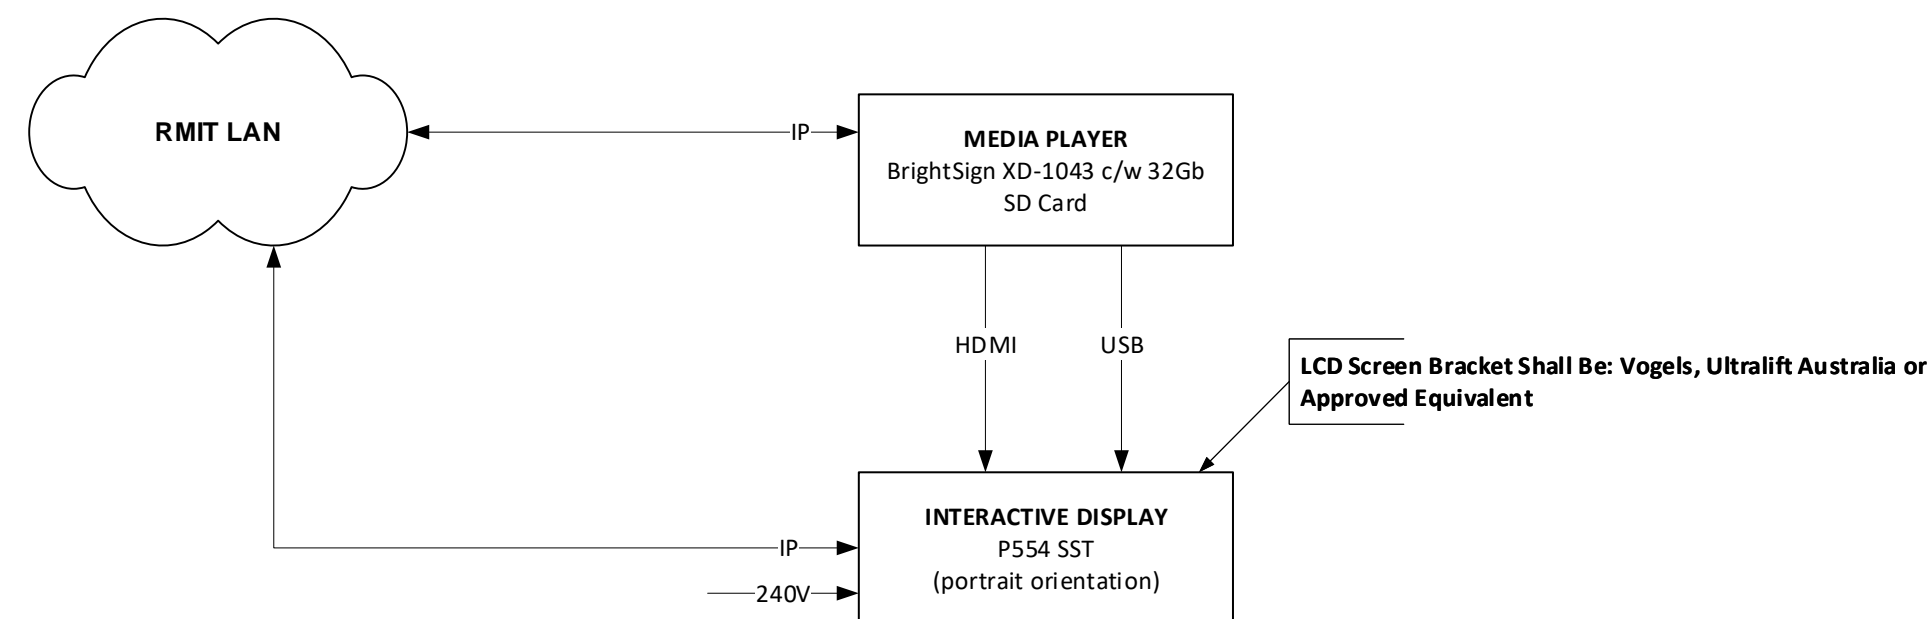 RMIT LAN
IP
MEDIA PLAYER
BrightSign XD-1043 c/w 32Gb
SD Card
HDMI
USB
LCD Screen Bracket Shall Be: Vogels, Ultralift Australia or
Approved Equivalent
INTERACTIVE DISPLAY
P554 SST
(portrait orientation)
IP
240V